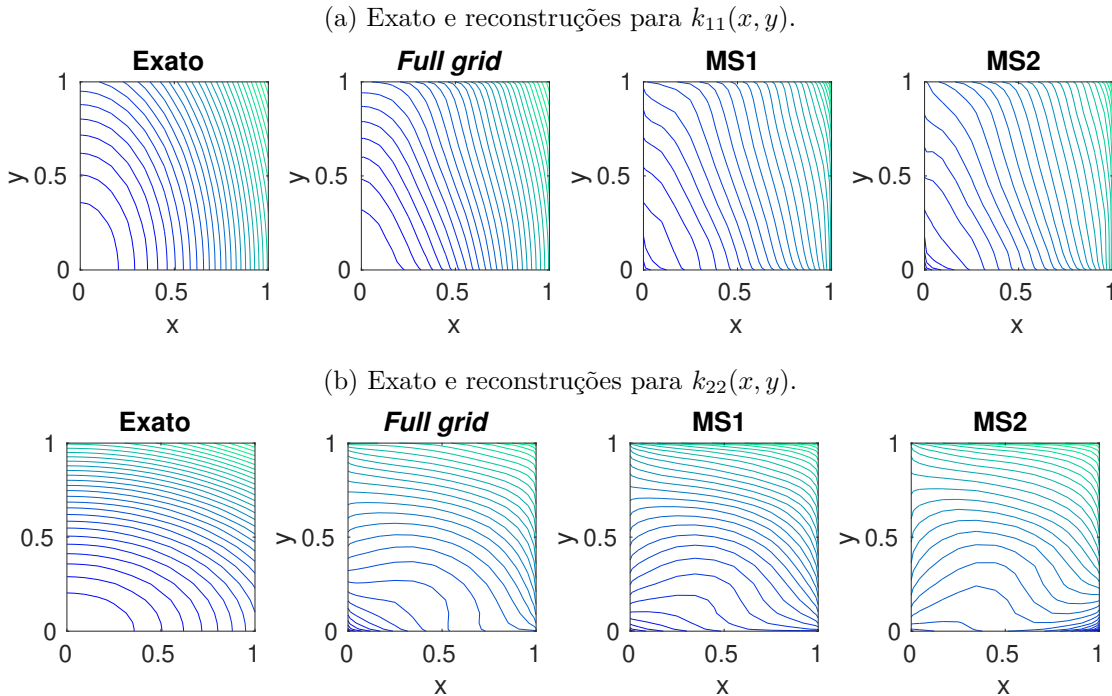 (a) Exato e reconstruções para k₁₁(x, y).
Exato Full grid MS1 MS2
1 1 1 1
y y y y
0.5 0.5 0.5 0.5
0 0 0 0
0 0.5 1 0 0.5 1 0 0.5 1 0 0.5 1
x x x x
(b) Exato e reconstruções para k₂₂(x, y).
Exato Full grid MS1 MS2
1 1 1 1
y y y
0.5 0.5 0.5 0.5
0 0 0 0
0 0.5 1 0 0.5 1 0 0.5 1 0 0.5 1
x x x